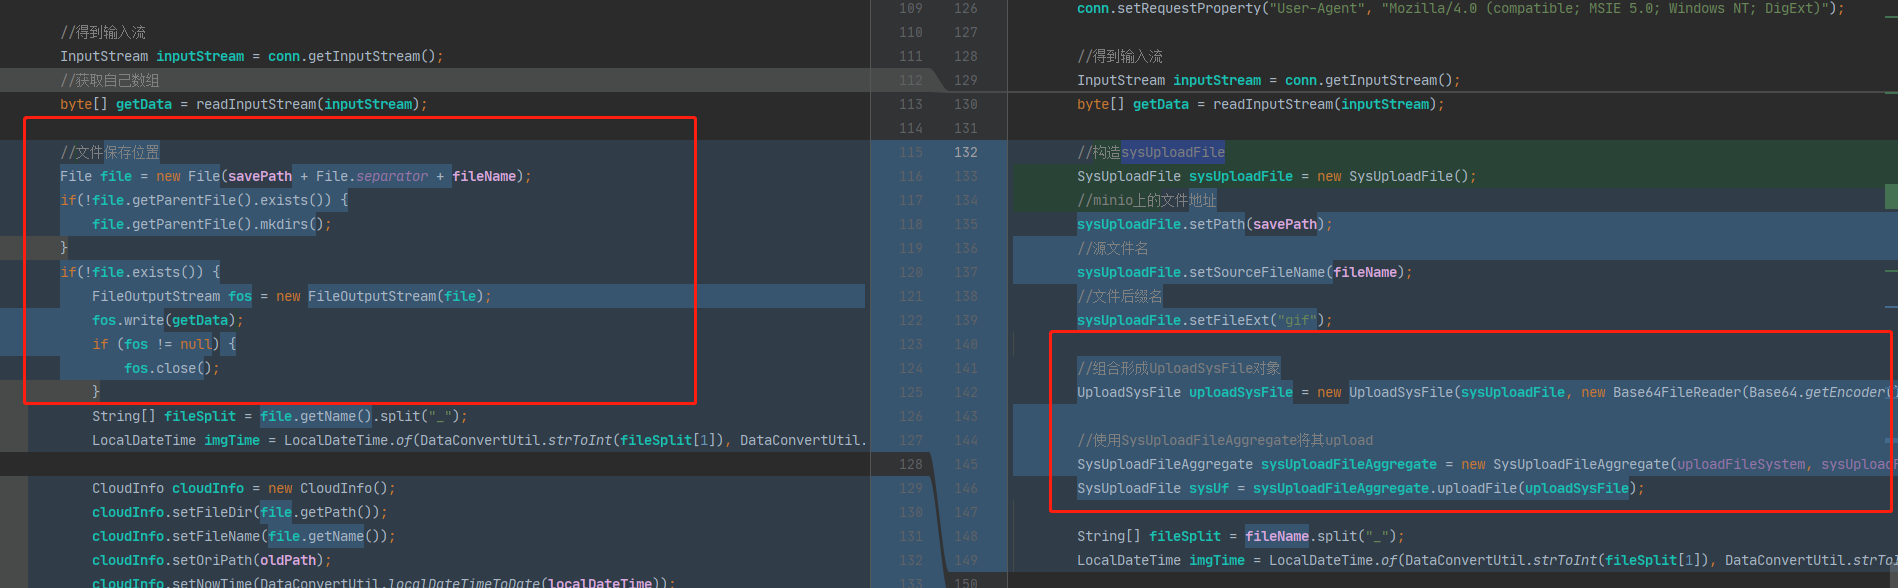 //得到输入流
InputStream inputStream = conn.getInputStream();
//获取自己数组
byte[] getData = readInputStream(inputStream);
//文件保存位置
File file = new File(savePath + File.separator + fileName);
if(!file.getParentFile().exists()) {
file.getParentFile().mkdirs();
}
if(!file.exists()) {
FileOutputStream fos = new FileOutputStream(file);
fos.write(getData);
if (fos != null) {
fos.close();
}
String[] fileSplit = file.getName().split("_");
LocalDateTime imgTime = LocalDateTime.of(DataConvertUtil.strToInt(fileSplit[1]), DataConvertUtil.
CloudInfo cloudInfo = new CloudInfo();
cloudInfo.setFileDir(file.getPath());
cloudInfo.setFileName(file.getName());
cloudInfo.setOriPath(oldPath);
cloudInfo.setNowTime(DataConvertUtil.localDateTimeToDate(localDateTime));
109 126
110 127
111 128
112 129
113 130
114 131
115 132
116 133
117 134
118 135
119 136
120 137
121 138
122 139
123 140
124 141
125 142
126 143
127 144
128 145
129 146
130 147
131 148
132 149
133 150
conn.setRequestProperty("User-Agent", "Mozilla/4.0 (compatible; MSIE 5.0; Windows NT; DigExt)");
//得到输入流
InputStream inputStream = conn.getInputStream();
byte[] getData = readInputStream(inputStream);
//构造sysUploadFile
SysUploadFile sysUploadFile = new SysUploadFile();
//minio上的文件地址
sysUploadFile.setPath(savePath);
//源文件名
sysUploadFile.setSourceFileName(fileName);
//文件后缀名
sysUploadFile.setFileExt("gif");
//组合形成UploadSysFile对象
UploadSysFile uploadSysFile = new UploadSysFile(sysUploadFile, new Base64FileReader(Base64.getEncoder()
//使用SysUploadFileAggregate将其upload
SysUploadFileAggregate sysUploadFileAggregate = new SysUploadFileAggregate(uploadFileSystem, sysUploadF
SysUploadFile sysUf = sysUploadFileAggregate.uploadFile(uploadSysFile);
String[] fileSplit = fileName.split("_");
LocalDateTime imgTime = LocalDateTime.of(DataConvertUtil.strToInt(fileSplit[1]), DataConvertUtil.strTo